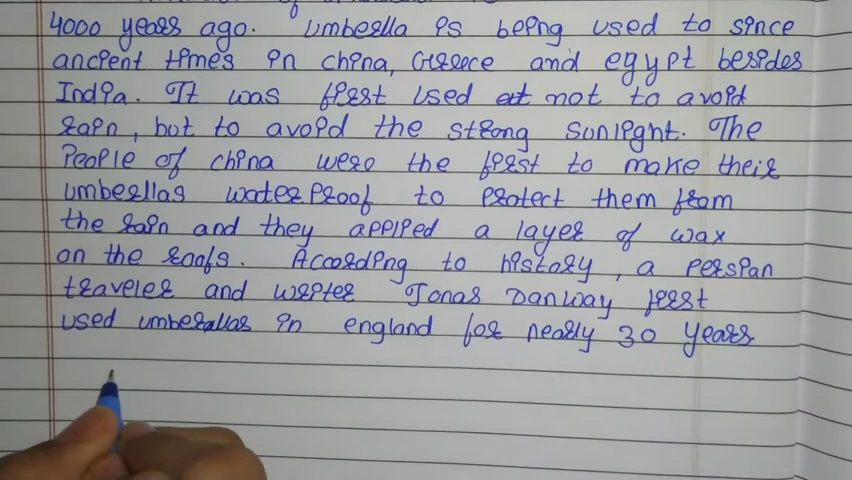 4000 years ago. Umbrella is being used to since
ancient times in china, Greece and egypt besides
India. It was first used at not to avoid
rain, but to avoid the strong sunlignt. The
People of china were the first to make their
umbrellas waterproof to protect them from
the rain and they applied a layer of wax
on the roofs. According to history, a persian
traveler and writer Jonas Danway first
used umberallas in england for nearly 30 years